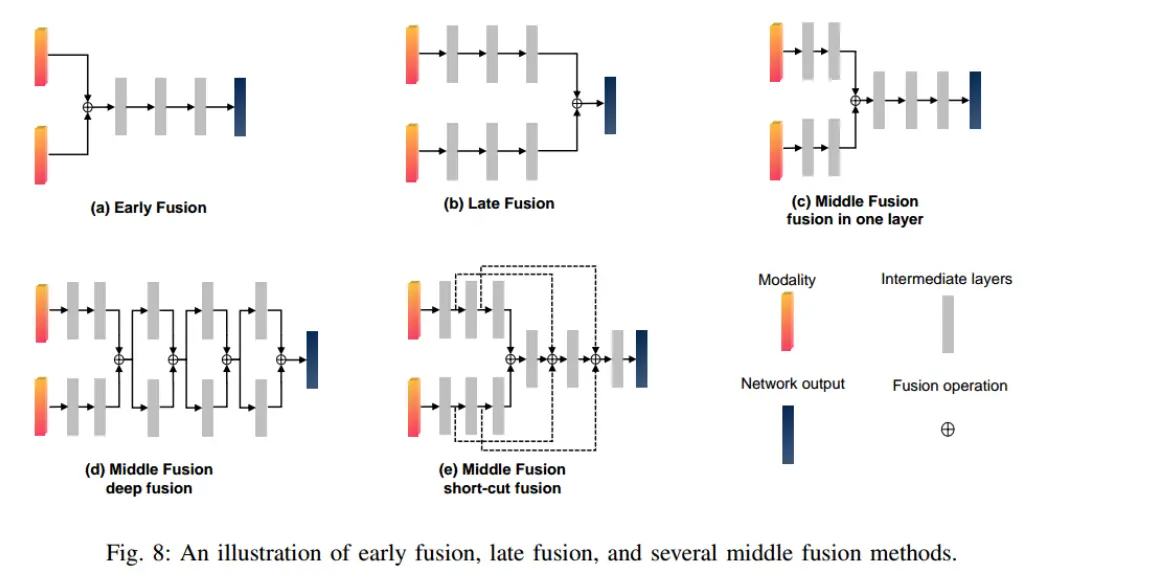 (a) Early Fusion
(b) Late Fusion
(c) Middle Fusion
fusion in one layer
(d) Middle Fusion
deep fusion
(e) Middle Fusion
short-cut fusion
Modality
Intermediate layers
Network output
Fusion operation
Fig. 8: An illustration of early fusion, late fusion, and several middle fusion methods.